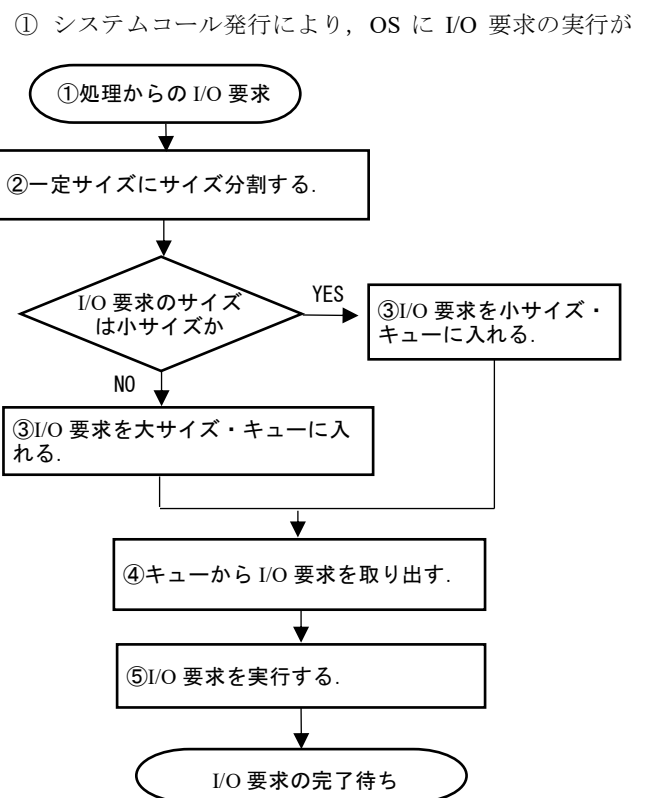 ① システムコール発行により，OS に I/O 要求の実行が
①処理からの I/O 要求
②一定サイズにサイズ分割する.
I/O 要求のサイズ
は小サイズか
YES
③I/O 要求を小サイズ・
キューに入れる.
NO
③I/O 要求を大サイズ・キューに入
れる.
④キューから I/O 要求を取り出す.
⑤I/O 要求を実行する.
I/O 要求の完了待ち